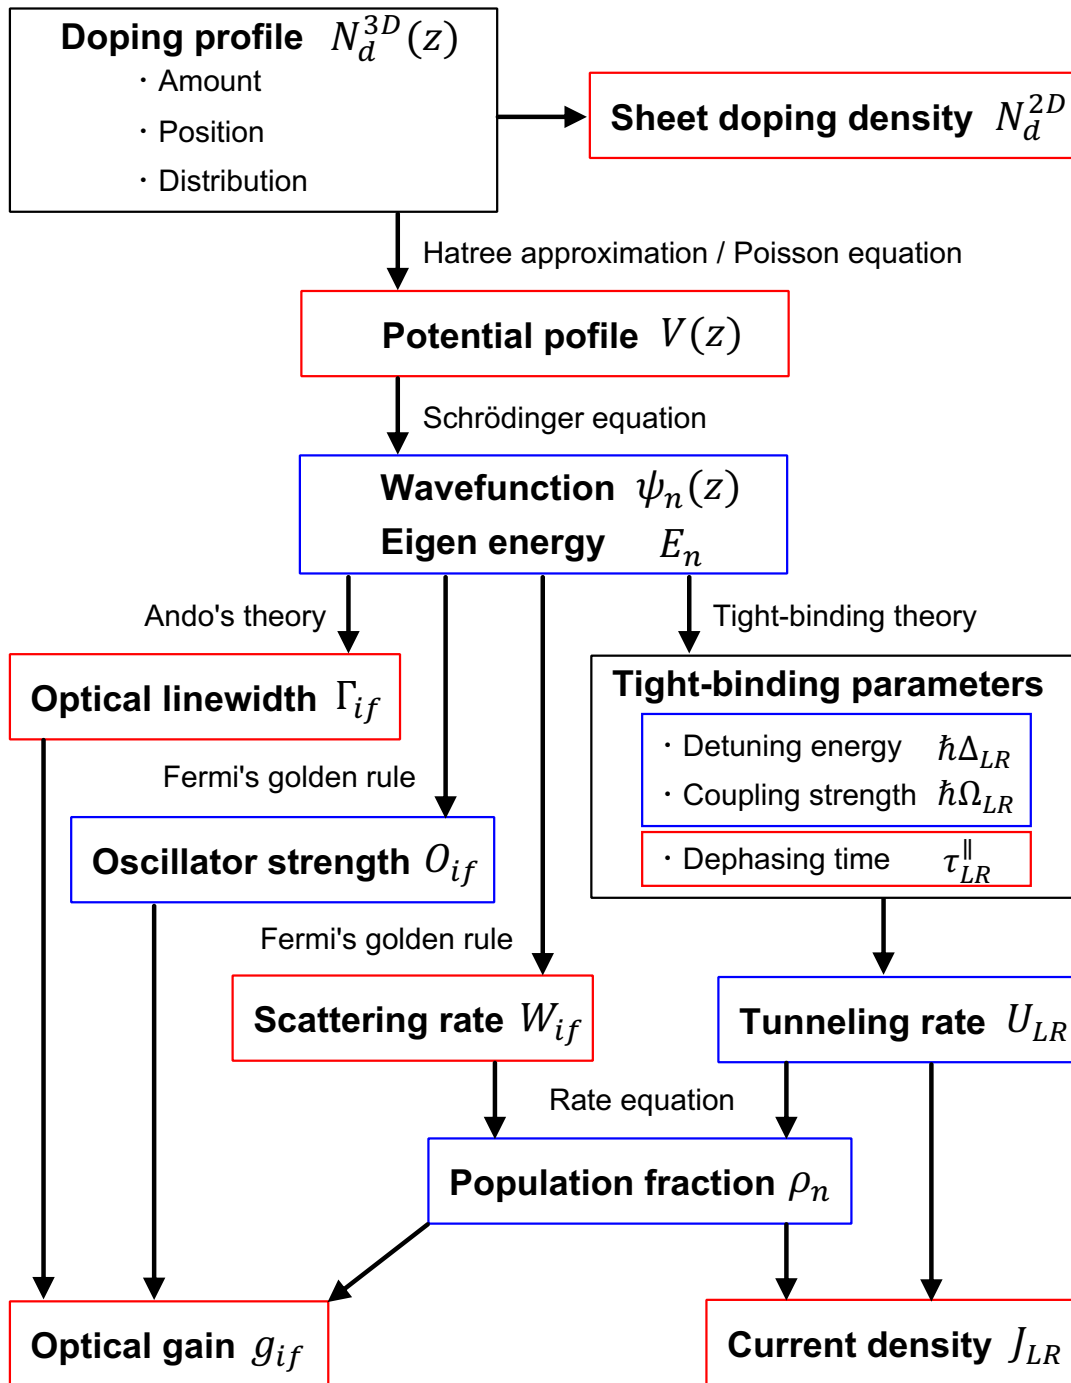 Doping profile N_d^{3D}(z)
· Amount
· Position
· Distribution
Sheet doping density N_d^{2D}
Hatree approximation / Poisson equation
Potential pofile V(z)
Schrödinger equation
Wavefunction ψ_n(z)
Eigen energy E_n
Ando's theory
Tight-binding theory
Optical linewidth Γ_{if}
Tight-binding parameters
· Detuning energy ℏΔ_{LR}
· Coupling strength ℏΩ_{LR}
· Dephasing time τ_{LR}^{∥}
Fermi's golden rule
Oscillator strength O_{if}
Fermi's golden rule
Scattering rate W_{if}
Tunneling rate U_{LR}
Rate equation
Population fraction ρ_n
Optical gain g_{if}
Current density J_{LR}